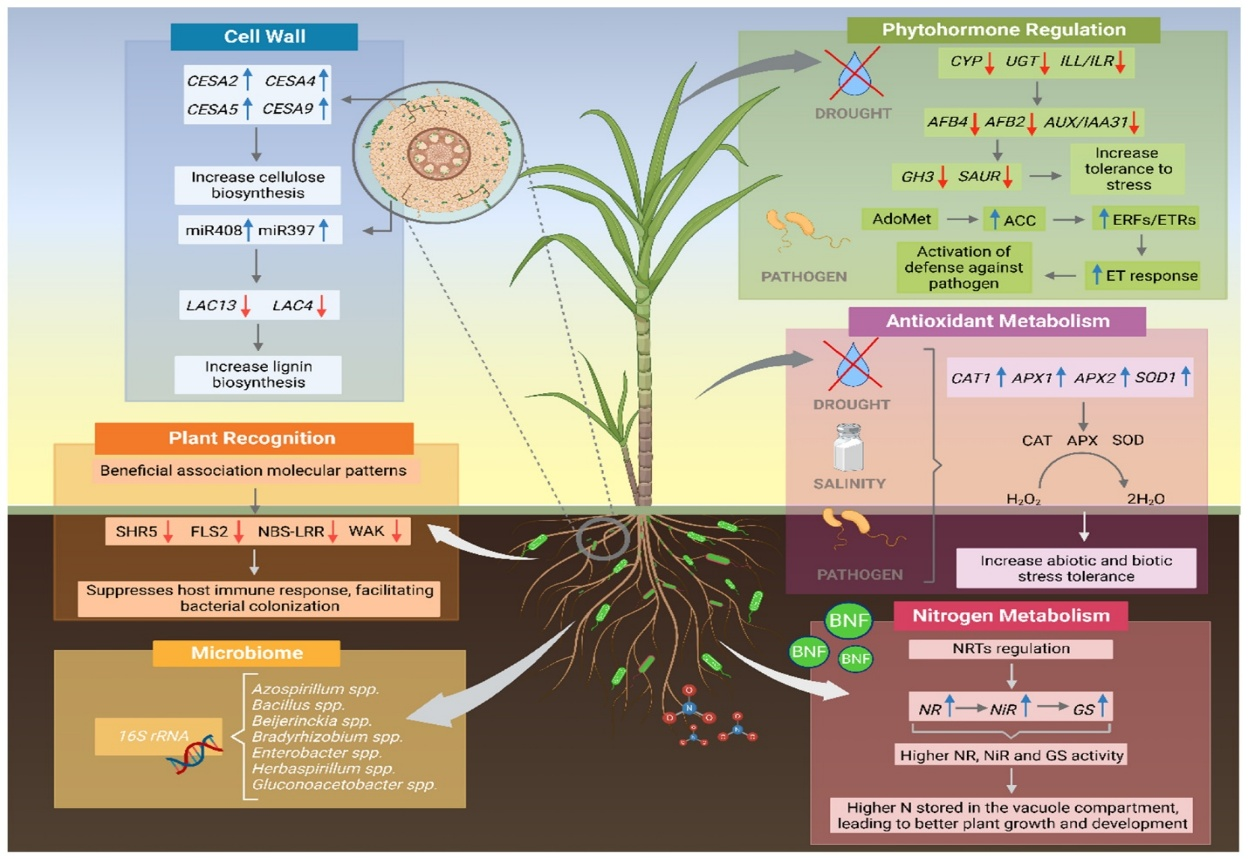 Cell Wall
CESA2 CESA4
CESA5 CESA9
Increase cellulose
biosynthesis
miR408 miR397
LAC13 LAC4
Increase lignin
biosynthesis
Phytohormone Regulation
DROUGHT
CYP UGT ILL/ILR
AFB4 AFB2 AUX/IAA31
GH3 SAUR
Increase
tolerance to
stress
PATHOGEN
AdoMet ACC ERFs/ETRs
ET response
Activation of
defense against
pathogen
Antioxidant Metabolism
DROUGHT
SALINITY
PATHOGEN
CAT1 APX1 APX2 SOD1
CAT APX SOD
H₂O₂ 2H₂O
Increase abiotic and biotic
stress tolerance
Plant Recognition
Beneficial association molecular patterns
SHR5 FLS2 NBS-LRR WAK
Suppresses host immune response, facilitating
bacterial colonization
Microbiome
16S rRNA
Azospirillum spp.
Bacillus spp.
Beijerinckia spp.
Bradyrhizobium spp.
Enterobacter spp.
Herbaspirillum spp.
Gluconoacetobacter spp.
BNF
BNF
BNF
Nitrogen Metabolism
NRTs regulation
NR NiR GS
Higher NR, NiR and GS activity
Higher N stored in the vacuole compartment,
leading to better plant growth and development
N
O
O
O
N
O
O
O